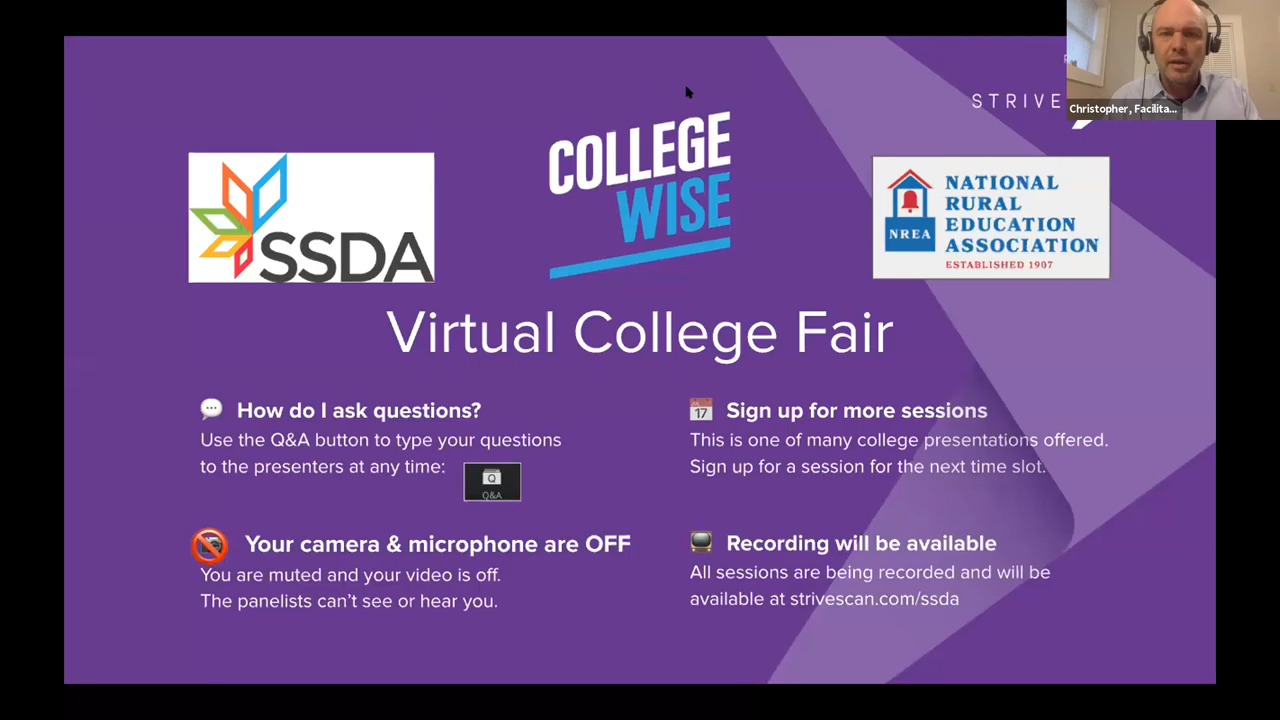 STRIVE
Christopher, Facilita...
COLLEGE
WISE
SSDA
NATIONAL
RURAL
EDUCATION
ASSOCIATION
NREA
ESTABLISHED 1907
Virtual College Fair
How do I ask questions?
Use the Q&A button to type your questions
to the presenters at any time:
Q
Q&A
Sign up for more sessions
17
This is one of many college presentations offered.
Sign up for a session for the next time slot.
Your camera & microphone are OFF
You are muted and your video is off.
The panelists can't see or hear you.
Recording will be available
All sessions are being recorded and will be
available at strivescan.com/ssda